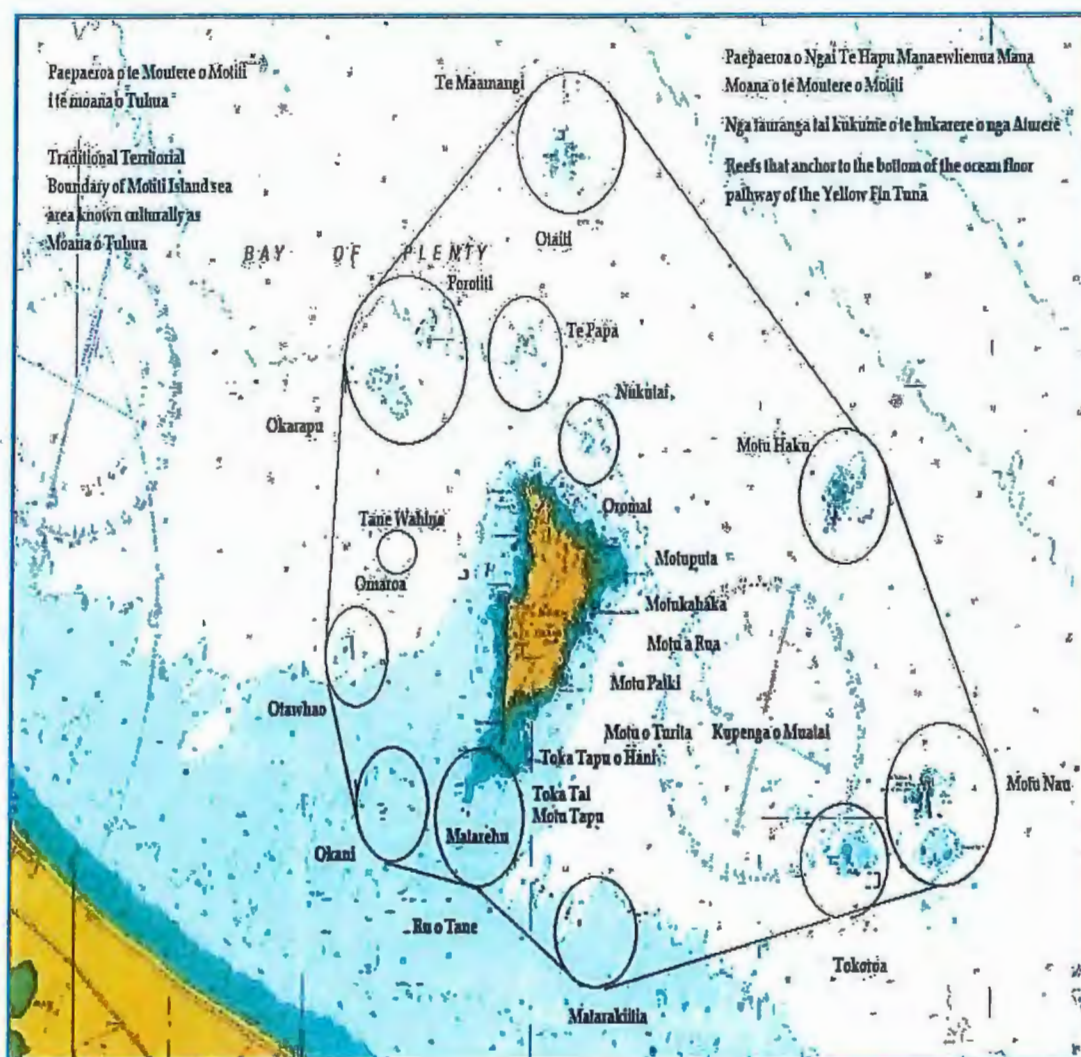 Paepaeroa o te Moutere o Motiti
i te moana o Tuhua
Traditional Territorial
Boundary of Motiti Island sea
area known culturally as
Moana o Tuhua
Paepaeroa o Ngai Te Hapu Manaewhenua Mana
Moana o te Moutere o Motiti
Nga tauranga tai kukume o te hukarere o nga Aturere
Reefs that anchor to the bottom of the ocean floor
pathway of the Yellow Fin Tuna
Te Maamangi
Otaiti
BAY OF PLENTY
Porotiti
Te Papa
Nukutai
Okarapu
Motu Haku
Oromai
Tane Wahine
Omaroa
Motuputa
Motukahaka
Motu a Rua
Otawhao
Motu Paiki
Motu o Turita
Kupenga o Muatai
Toka Tapu o Hani
Motu Nau
Toka Tai
Motu Tapu
Matarehu
Okani
Ru o Tane
Tokoroa
Matarakiitia